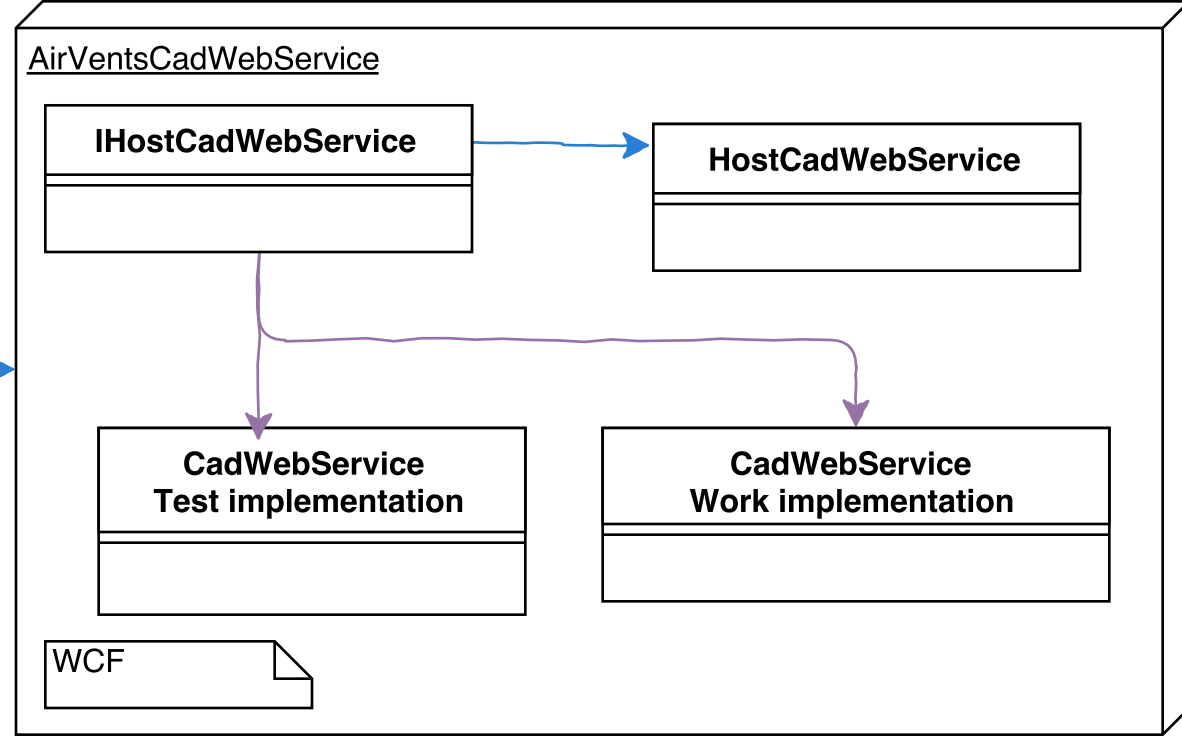 AirVentsCadWebService
IHostCadWebService
HostCadWebService
CadWebService
Test implementation
CadWebService
Work implementation
WCF